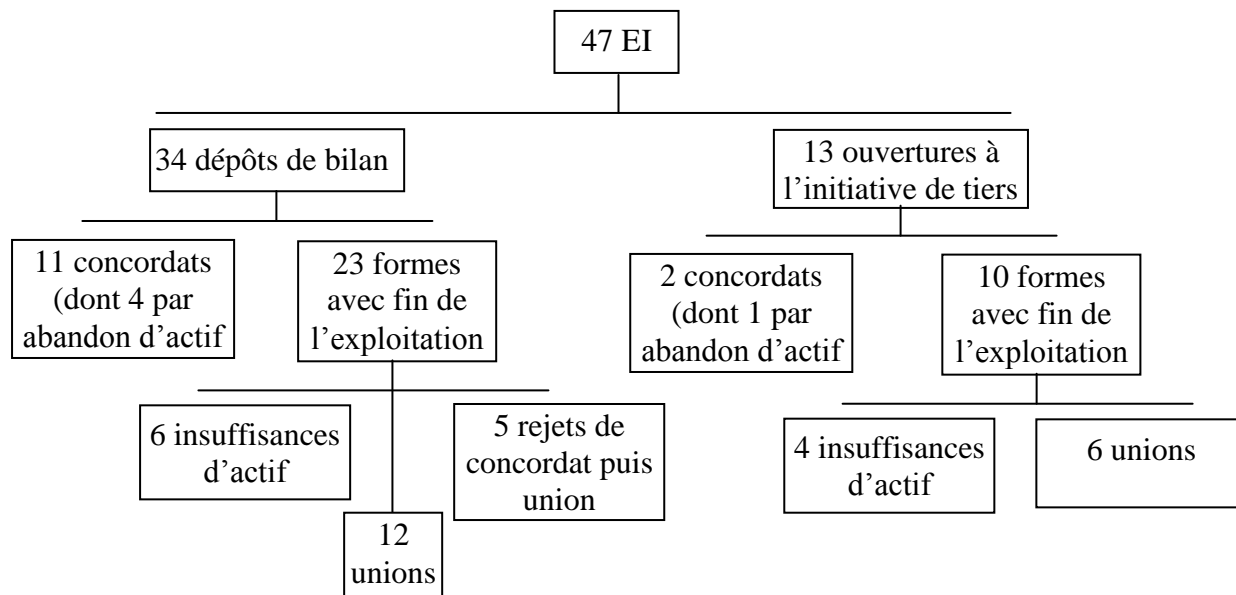 47 EI
34 dépôts de bilan
13 ouvertures à
l’initiative de tiers
11 concordats
(dont 4 par
abandon d’actif
23 formes
avec fin de
l’exploitation
2 concordats
(dont 1 par
abandon d’actif
10 formes
avec fin de
l’exploitation
6 insuffisances
d’actif
5 rejets de
concordat puis
union
12
unions
4 insuffisances
d’actif
6 unions